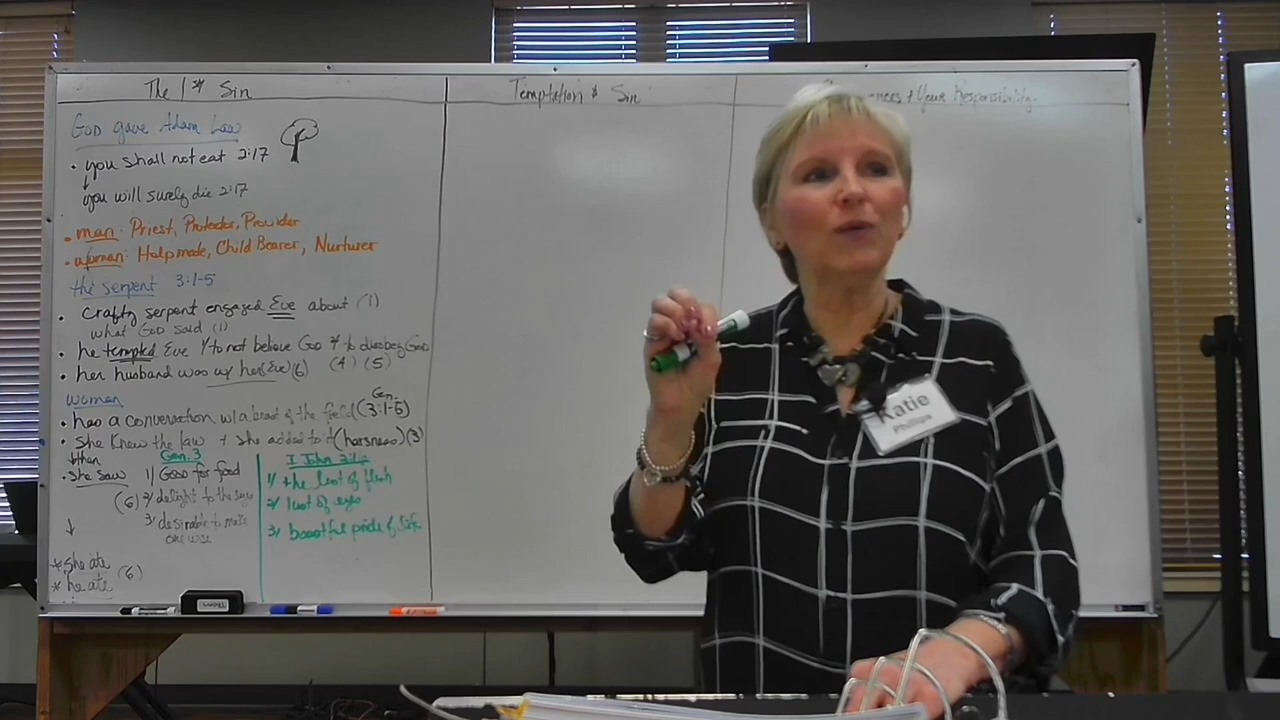 The 1st Sin
Temptation & Sin
+ Your Responsibility
God gave Adam Law
• you shall not eat 2:17
you will surely die 2:17
• man: Priest, Protector, Provider
• woman: Helpmate, Child Bearer, Nurturer
the serpent 3:1-5
• Crafty serpent engaged Eve about (1)
what God said (1)
• he tempted Eve to not believe God to disobey God
• her husband was w/ her (Eve) (6) (4) (5)
woman
Gen.
• has a conversation w/ a beast of the field (3:1-5)
• She knew the law + she added to it (harsness) (3)
then Gen. 3
• She saw 1) Good for food
(6) 2) delight to the eyes
3) desirable to make
one wise
I John
1) the lust of flesh
2) lust of eyes
3) boastful pride of life
* She ate
* he ate (6)
Katie
Phillips